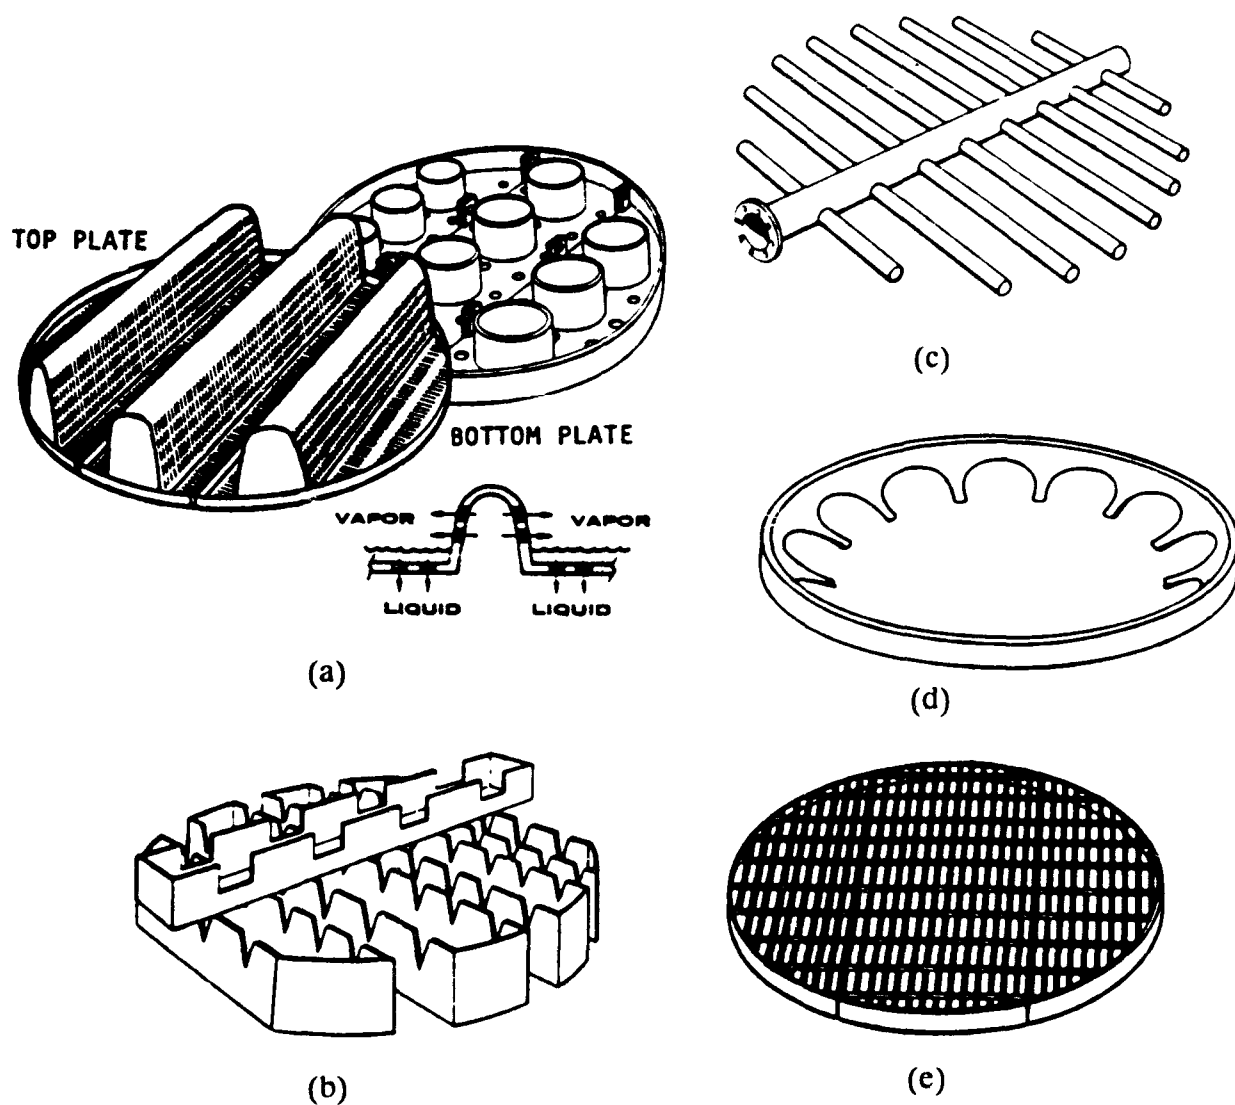 TOP PLATE
BOTTOM PLATE
VAPOR VAPOR
LIQUID LIQUID
(a)
(b)
(c)
(d)
(e)